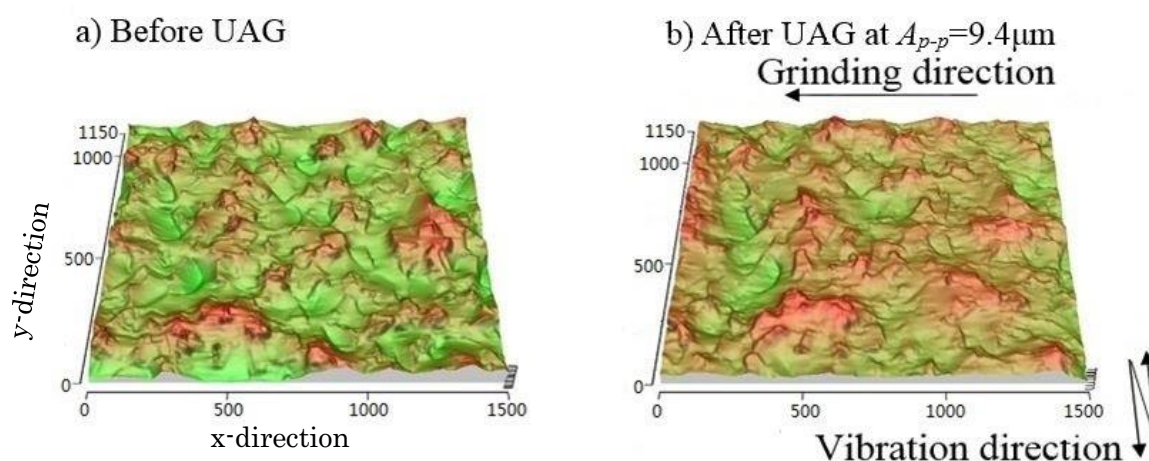 a) Before UAG
1150
1000
500
0
y-direction
0
500
1000
1500
x-direction
b) After UAG at Ap-p=9.4μm
Grinding direction
1150
1000
500
0
0
500
1000
1500
Vibration direction